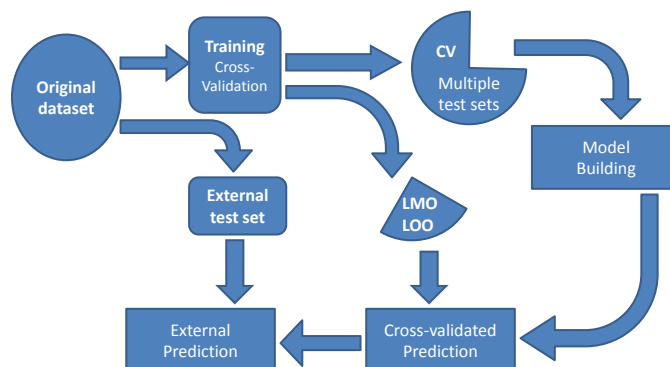 Original
dataset
Training
Cross-
Validation
CV
Multiple
test sets
Model
Building
External
test set
LMO
LOO
External
Prediction
Cross-validated
Prediction